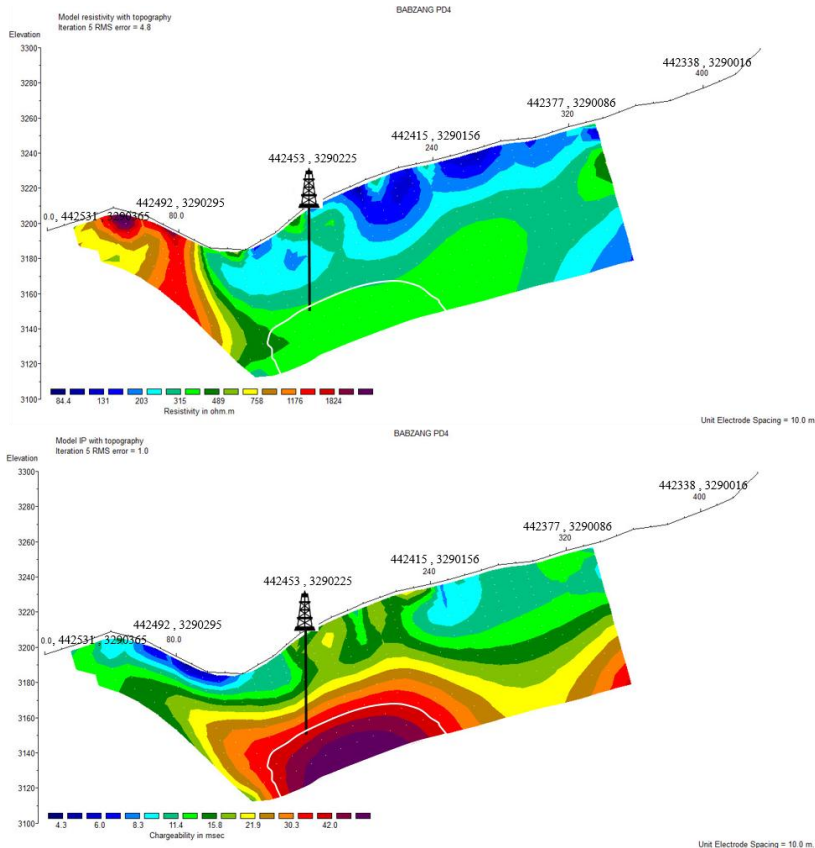 BABZANG PD4
Model resistivity with topography
Iteration 5 RMS error = 4.8
Elevation
3300
3280
3260
3240
3220
3200
3180
3160
3140
3120
3100
442338 , 3290016
400
442377 , 3290086
320
442415 , 3290156
240
442453 , 3290225
442492 , 3290295
80.0
0.0, 442531 , 3290365
84.4 131 203 315 489 758 1176 1824
Resistivity in ohm.m
Unit Electrode Spacing = 10.0 m
BABZANG PD4
Model IP with topography
Iteration 5 RMS error = 1.0
Elevation
3300
3280
3260
3240
3220
3200
3180
3160
3140
3120
3100
442338 , 3290016
400
442377 , 3290086
320
442415 , 3290156
240
442453 , 3290225
442492 , 3290295
80.0
0.0, 442531 , 3290365
4.3 6.0 8.3 11.4 15.8 21.9 30.3 42.0
Chargeability in msec
Unit Electrode Spacing = 10.0 m.